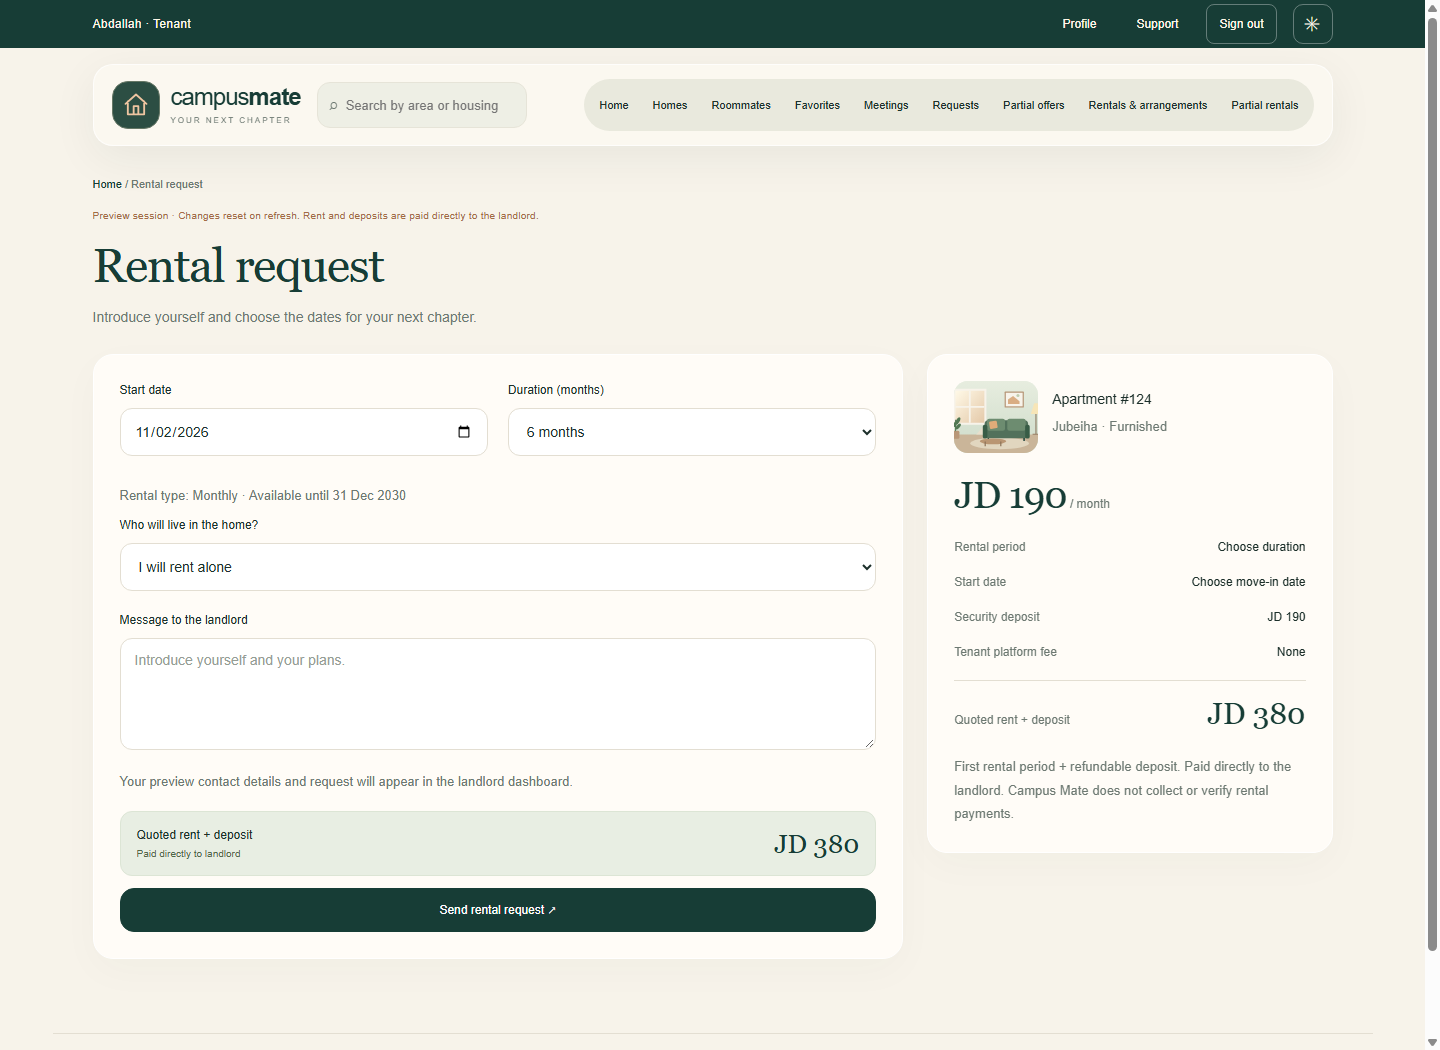 Abdallah · Tenant
Profile
Support
Sign out
campusmate
YOUR NEXT CHAPTER
Search by area or housing
Home
Homes
Roommates
Favorites
Meetings
Requests
Partial offers
Rentals & arrangements
Partial rentals
Home / Rental request
Preview session · Changes reset on refresh. Rent and deposits are paid directly to the landlord.
Rental request
Introduce yourself and choose the dates for your next chapter.
Start date
Duration (months)
11/02/2026
6 months
Rental type: Monthly · Available until 31 Dec 2030
Who will live in the home?
I will rent alone
Message to the landlord
Introduce yourself and your plans.
Your preview contact details and request will appear in the landlord dashboard.
Quoted rent + deposit
Paid directly to landlord
JD 380
Send rental request ↗
Apartment #124
Jubeiha · Furnished
JD 190 / month
Rental period
Choose duration
Start date
Choose move-in date
Security deposit
JD 190
Tenant platform fee
None
Quoted rent + deposit
JD 380
First rental period + refundable deposit. Paid directly to the
landlord. Campus Mate does not collect or verify rental
payments.